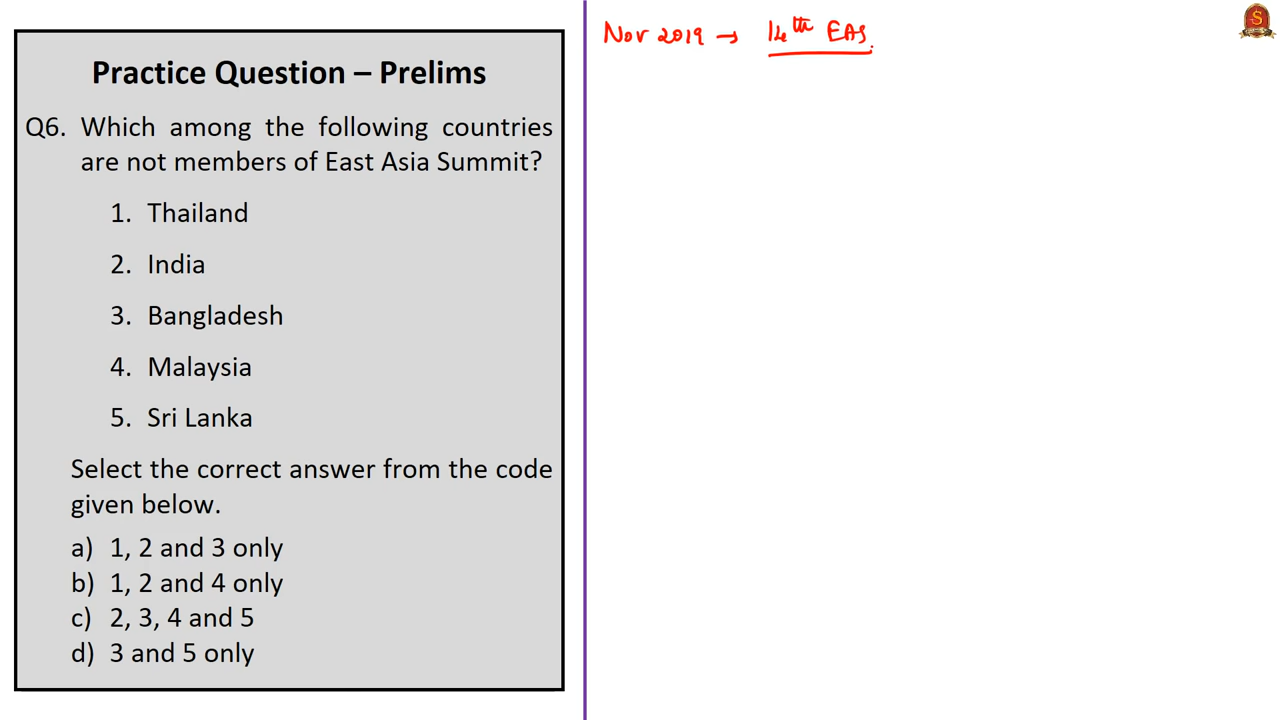 Practice Question – Prelims
Q6. Which among the following countries
are not members of East Asia Summit?
1. Thailand
2. India
3. Bangladesh
4. Malaysia
5. Sri Lanka
Select the correct answer from the code
given below.
a) 1, 2 and 3 only
b) 1, 2 and 4 only
c) 2, 3, 4 and 5
d) 3 and 5 only
Nov 2019 → 14th EAS.
S